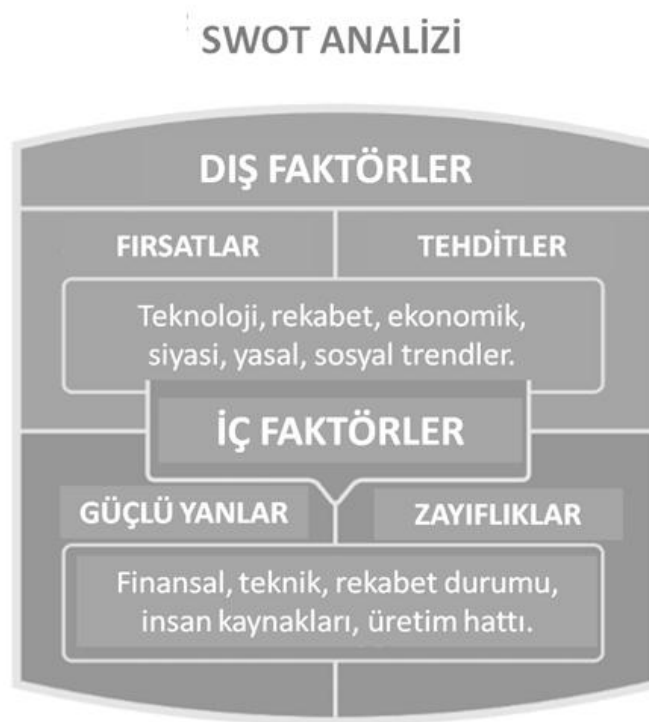 SWOT ANALİZİ
DIŞ FAKTÖRLER
FIRSATLAR
TEHDİTLER
Teknoloji, rekabet, ekonomik,
siyasi, yasal, sosyal trendler.
İÇ FAKTÖRLER
GÜÇLÜ YANLAR
ZAYIFLIKLAR
Finansal, teknik, rekabet durumu,
insan kaynakları, üretim hattı.